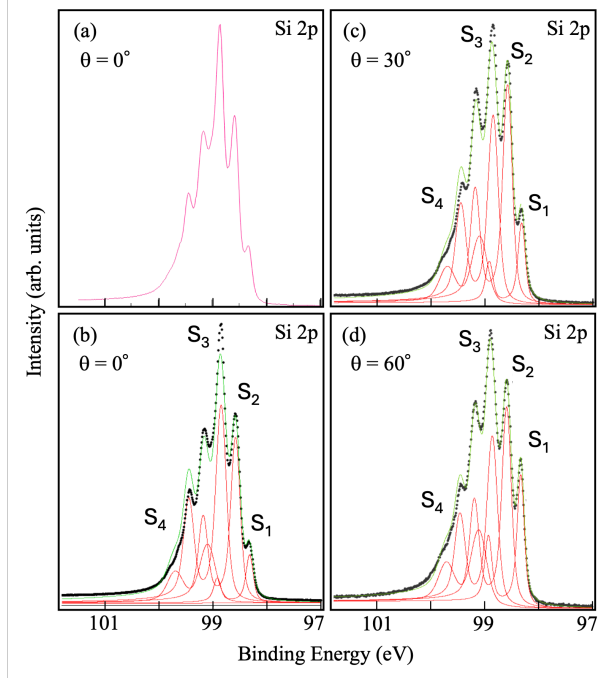 (a)
Si 2p
θ = 0°
(c)
Si 2p
θ = 30°
S3
S2
S4
S1
Intensity (arb. units)
(b)
Si 2p
θ = 0°
S3
S2
S4
S1
101
99
97
(d)
Si 2p
θ = 60°
S3
S2
S1
S4
101
99
97
Binding Energy (eV)